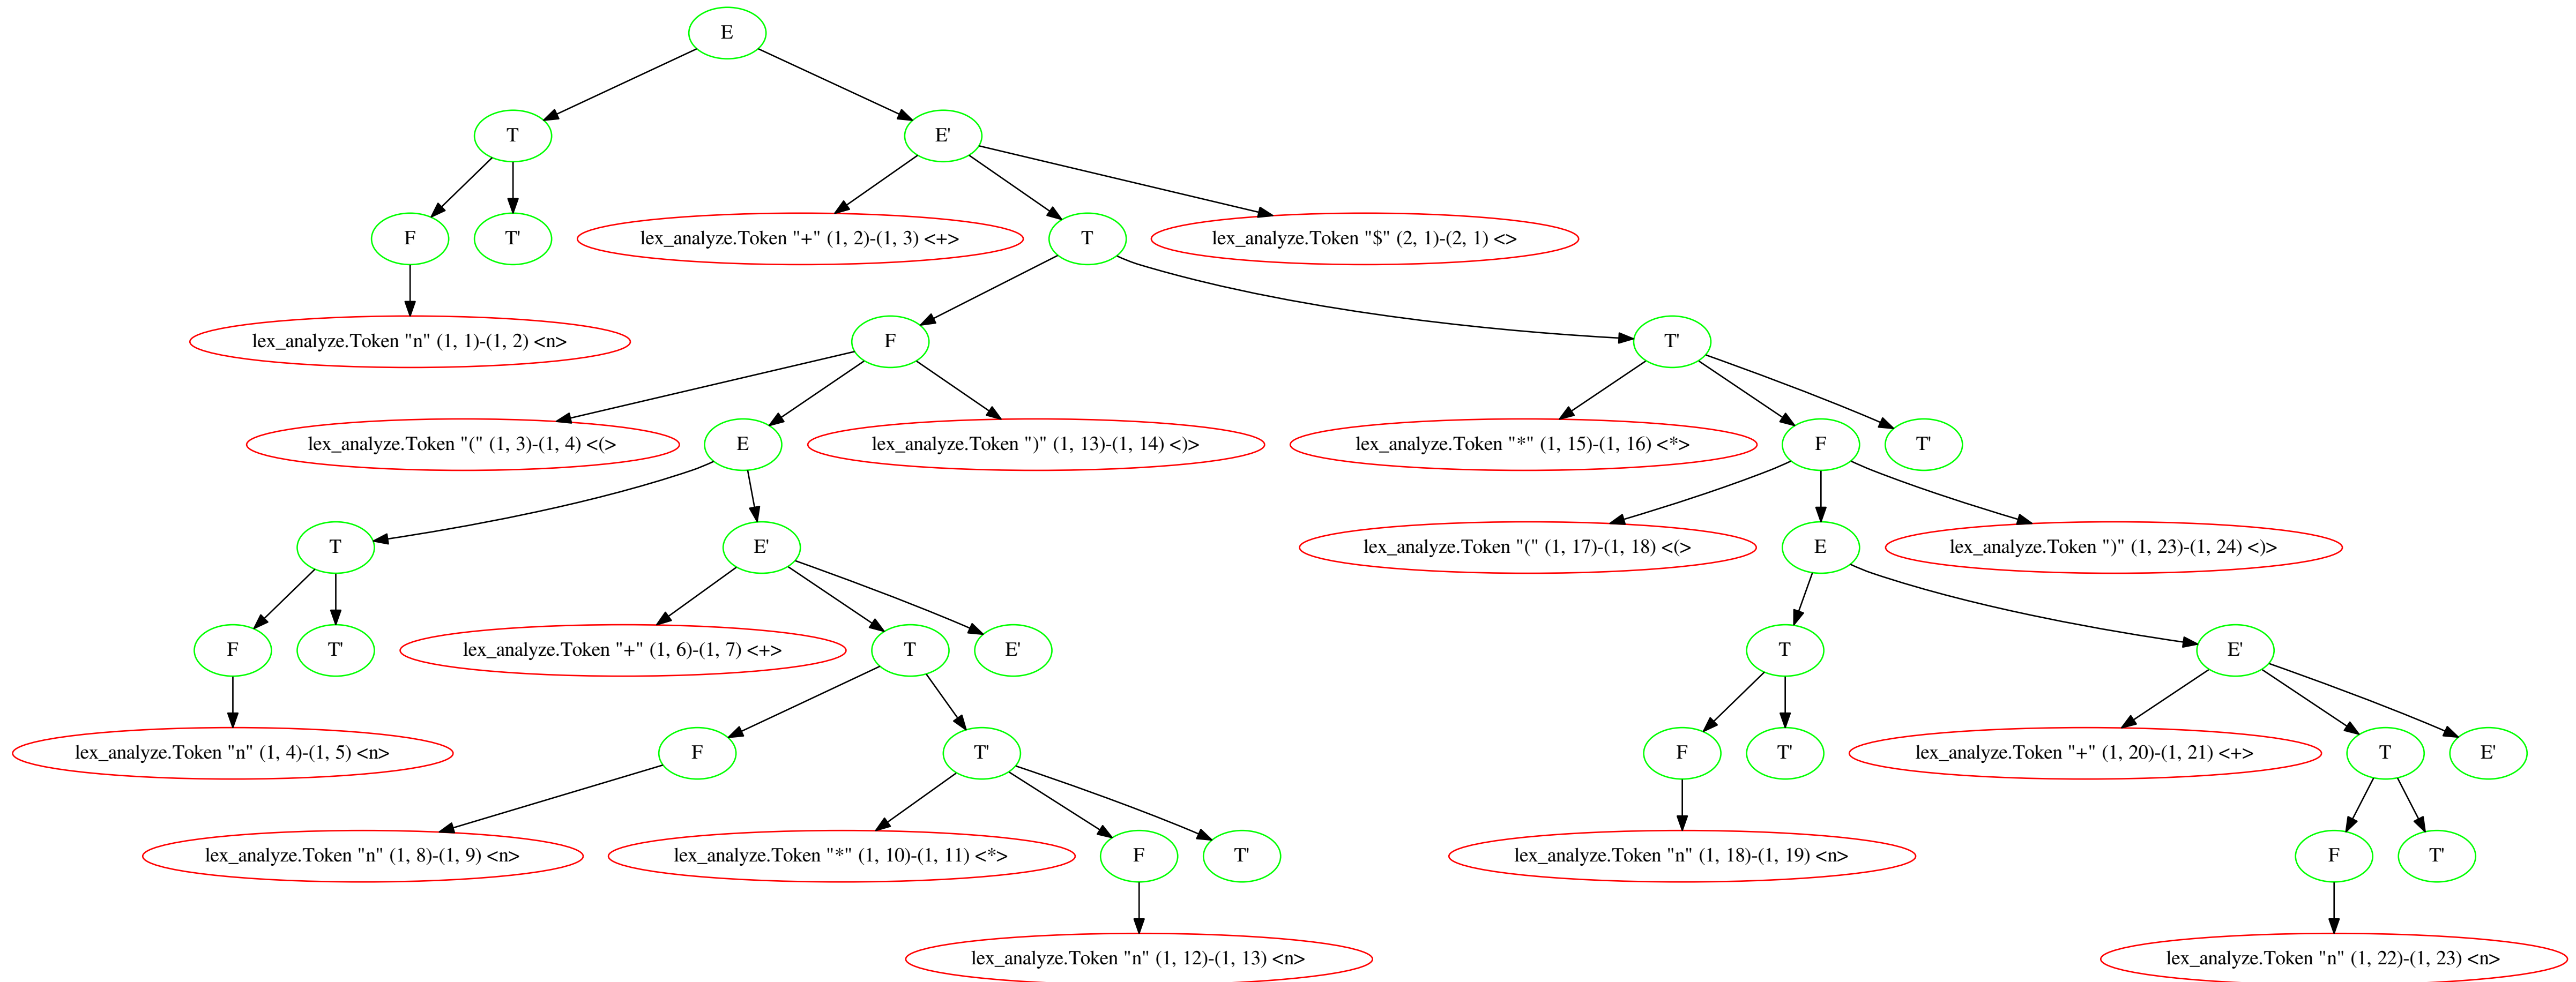 E
T
E'
F
T'
lex_analyze.Token "+" (1, 2)-(1, 3) <+>
T
lex_analyze.Token "$" (2, 1)-(2, 1) <>
lex_analyze.Token "n" (1, 1)-(1, 2) <n>
F
T'
lex_analyze.Token "(" (1, 3)-(1, 4) <(>
E
lex_analyze.Token ")" (1, 13)-(1, 14) <)>
lex_analyze.Token "*" (1, 15)-(1, 16) <*>
F
T'
T
E'
lex_analyze.Token "(" (1, 17)-(1, 18) <(>
E
lex_analyze.Token ")" (1, 23)-(1, 24) <)>
F
T'
lex_analyze.Token "+" (1, 6)-(1, 7) <+>
T
E'
T
E'
lex_analyze.Token "n" (1, 4)-(1, 5) <n>
F
T'
F
T'
lex_analyze.Token "+" (1, 20)-(1, 21) <+>
T
E'
lex_analyze.Token "n" (1, 8)-(1, 9) <n>
lex_analyze.Token "*" (1, 10)-(1, 11) <*>
F
T'
lex_analyze.Token "n" (1, 18)-(1, 19) <n>
F
T'
lex_analyze.Token "n" (1, 12)-(1, 13) <n>
lex_analyze.Token "n" (1, 22)-(1, 23) <n>